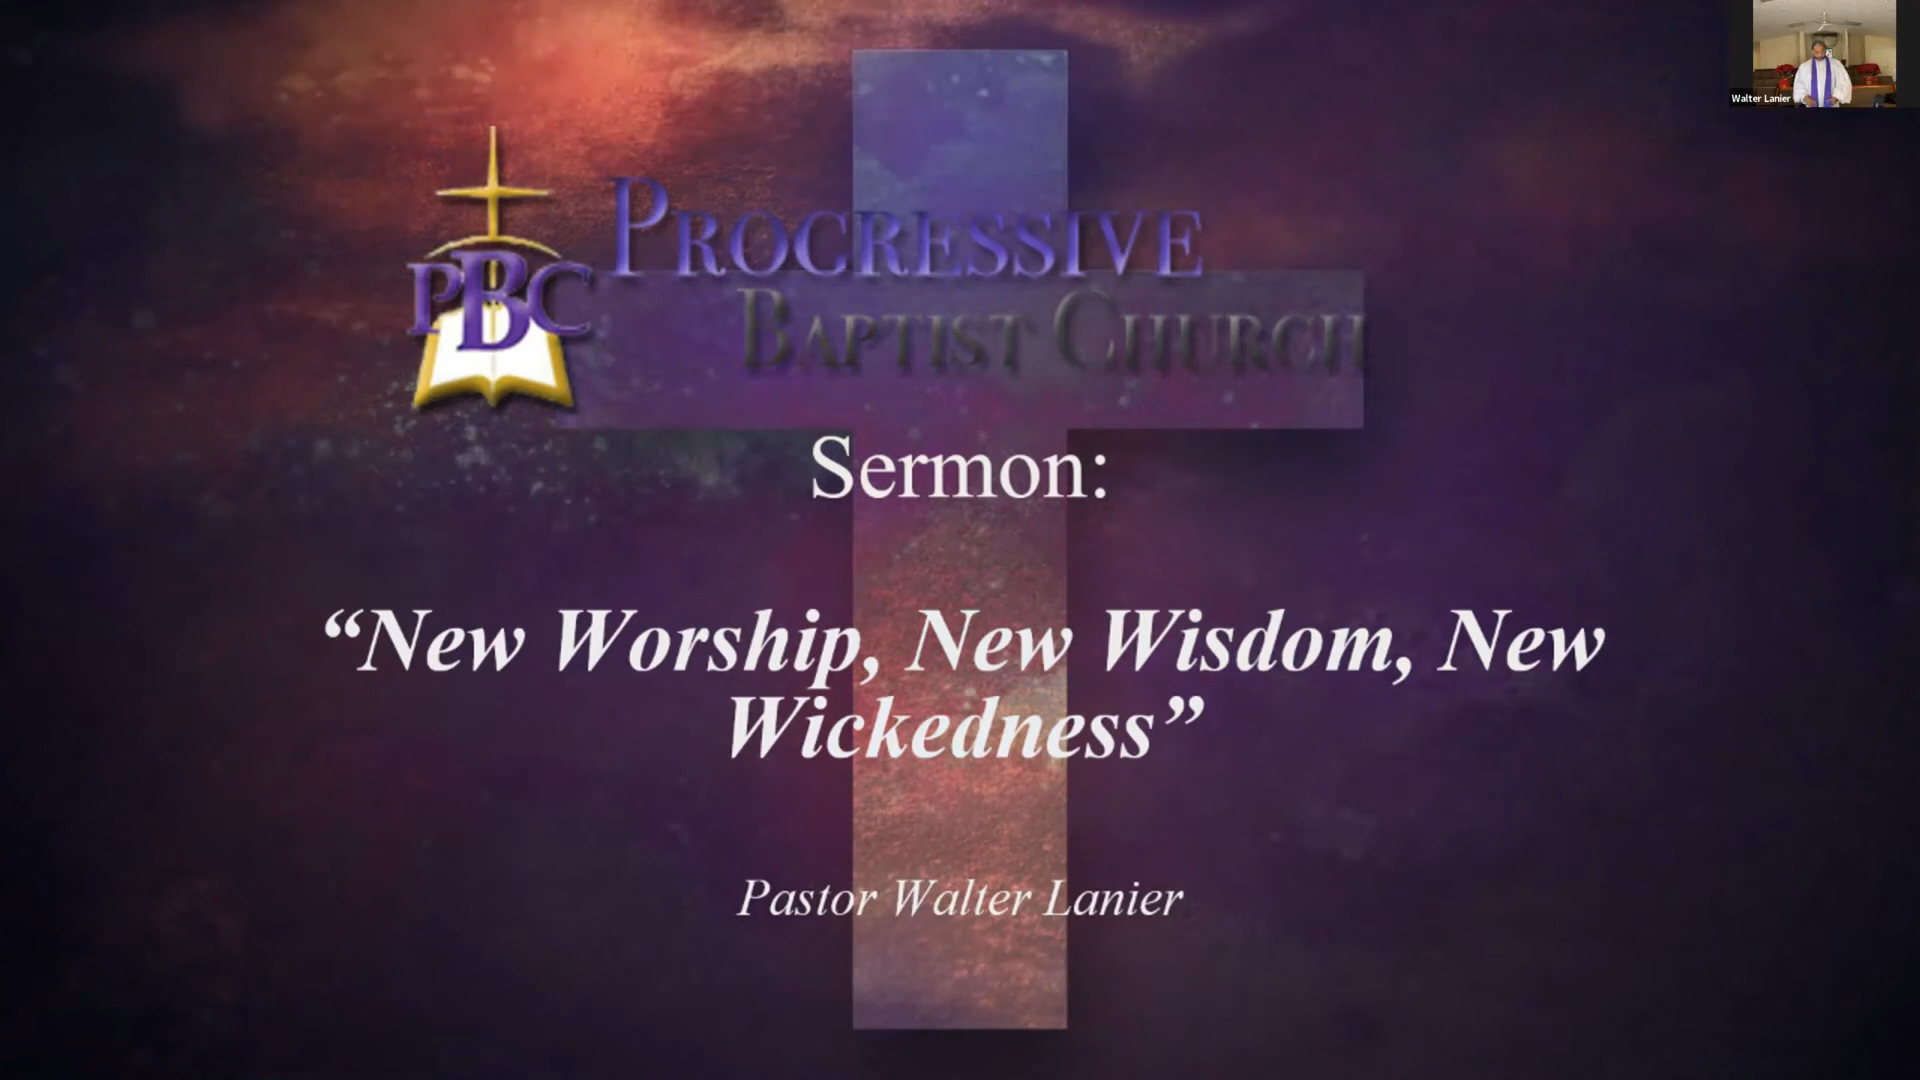 Walter Lanier
PROGRESSIVE
PBC
BAPTIST CHURCH
Sermon:
“New Worship, New Wisdom, New
Wickedness”
Pastor Walter Lanier